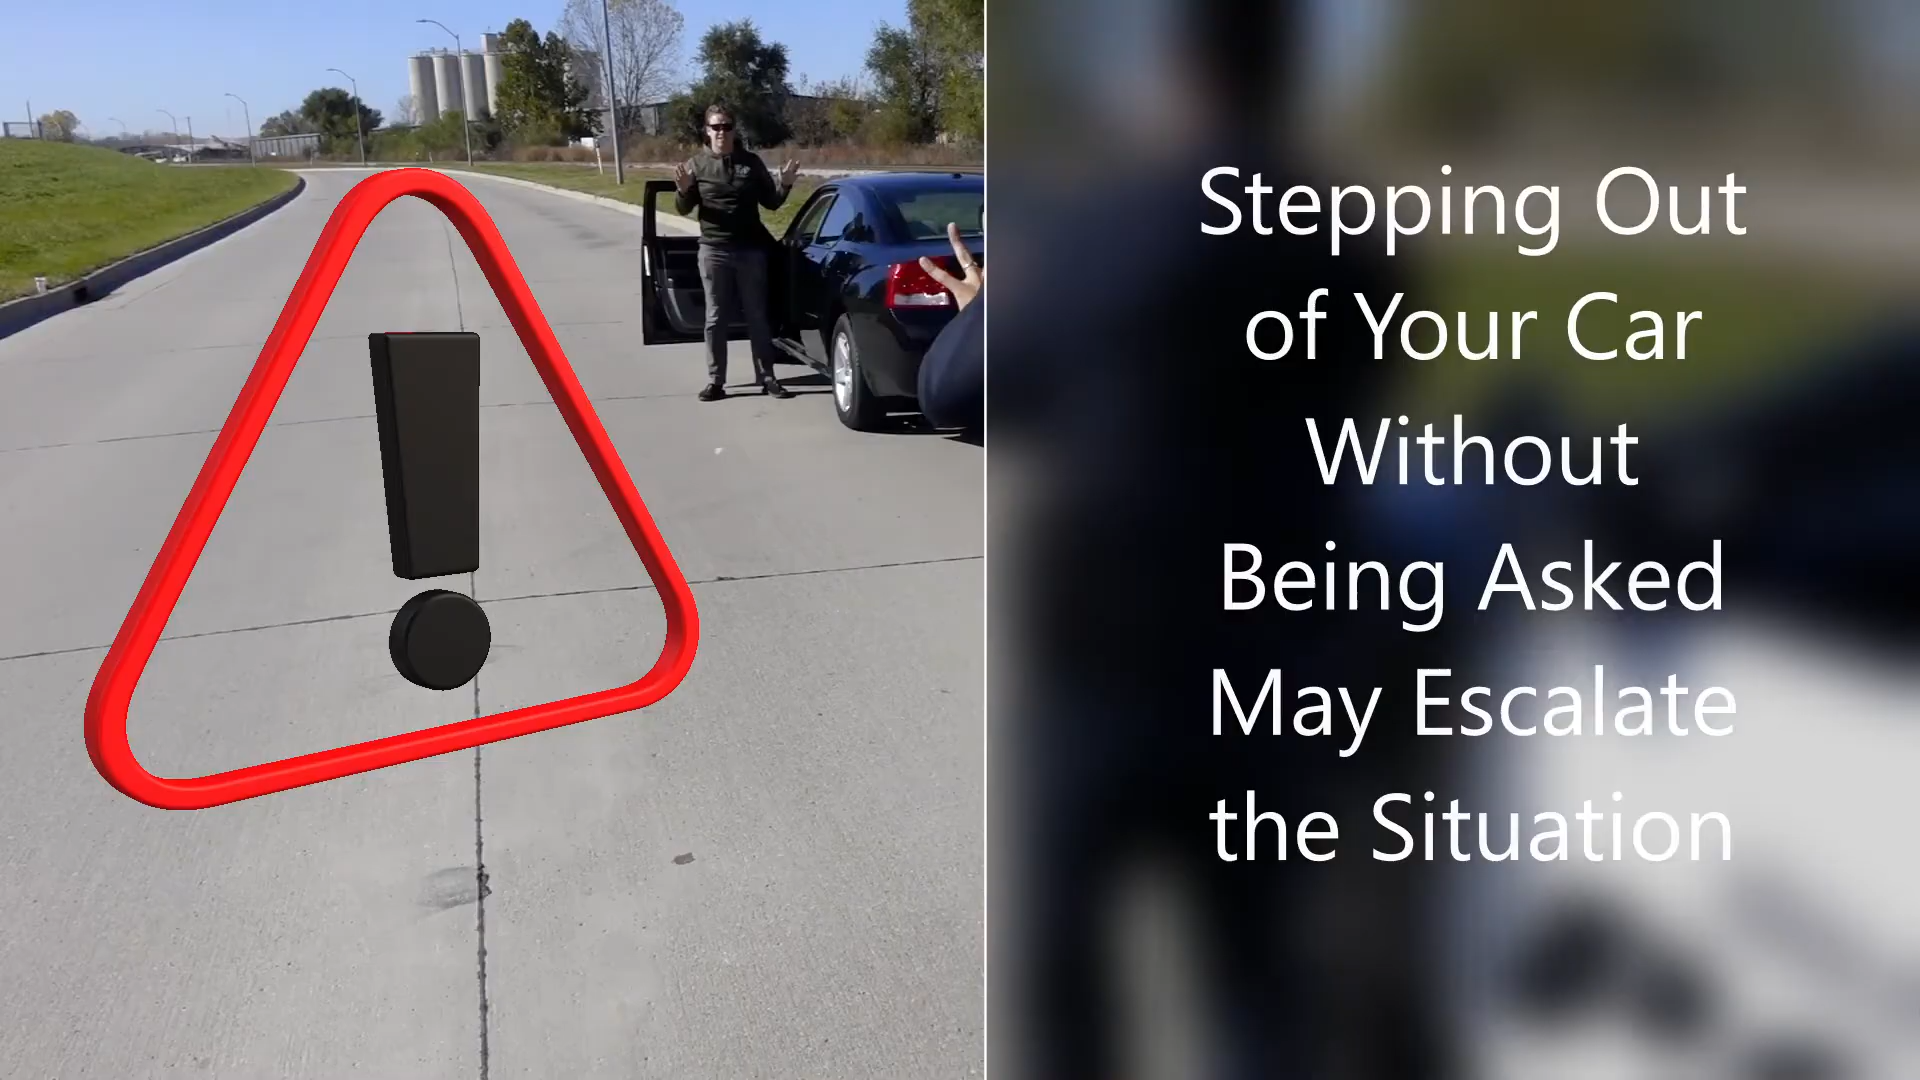 Stepping Out
of Your Car
Without
Being Asked
May Escalate
the Situation